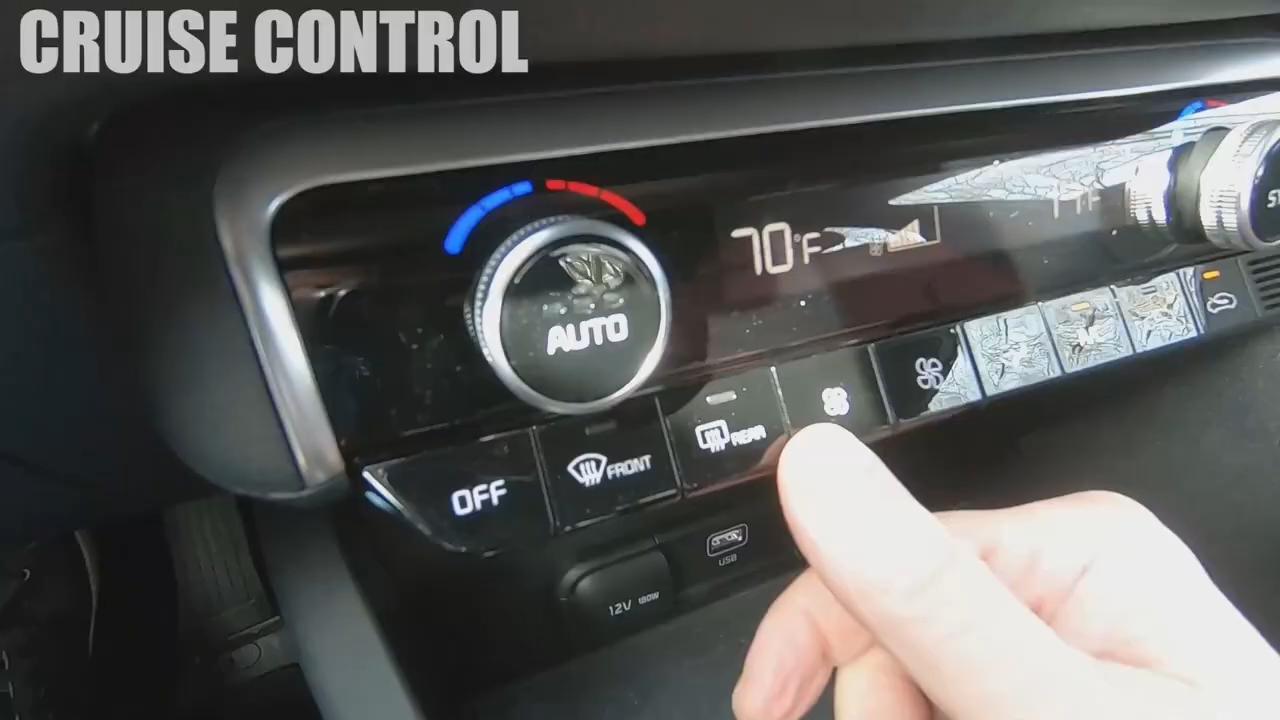 CRUISE CONTROL
70°F
AUTO
OFF
FRONT
REAR
12V 180W
USB